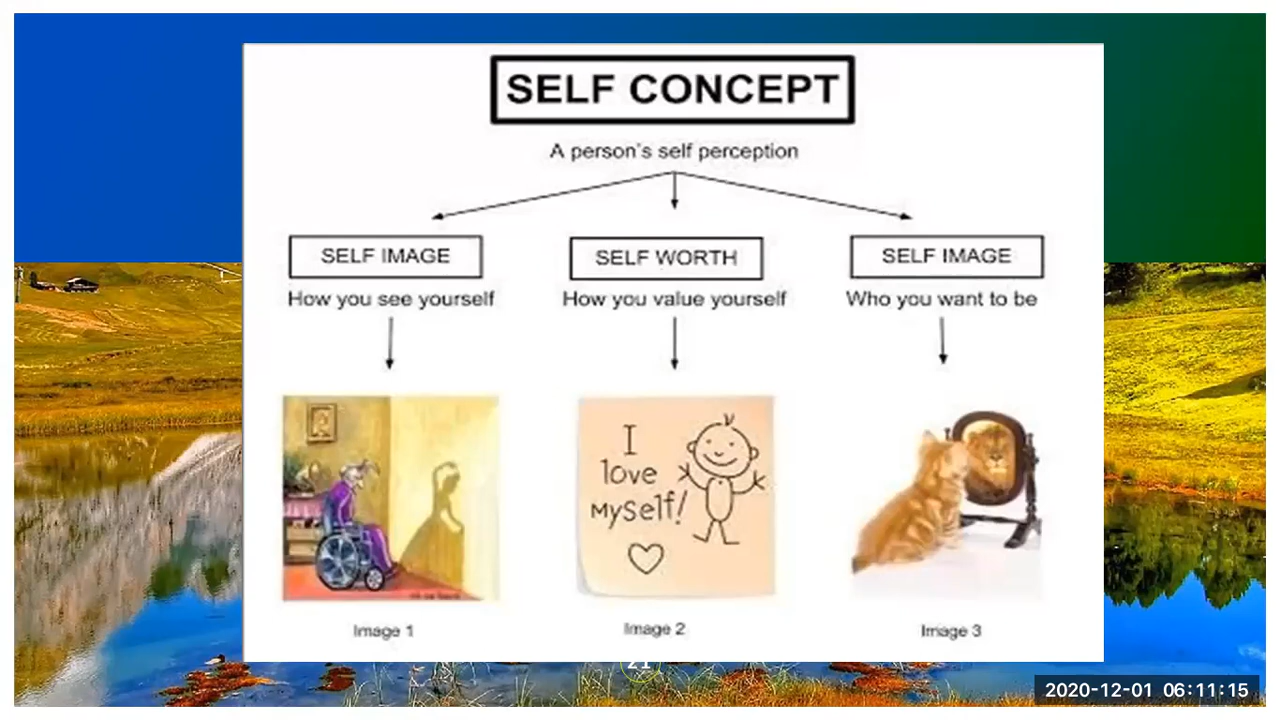 SELF CONCEPT
A person's self perception
SELF IMAGE
SELF WORTH
SELF IMAGE
How you see yourself
How you value yourself
Who you want to be
I
love
Myself!
Image 1
Image 2
Image 3
21
2020-12-01 06:11:15